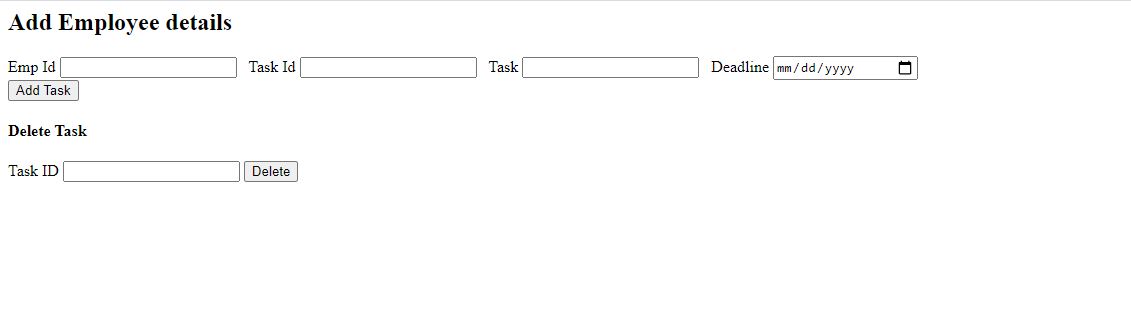 Add Employee details
Emp Id Task Id Task Deadline mm/dd/yyyy
Add Task
Delete Task
Task ID Delete